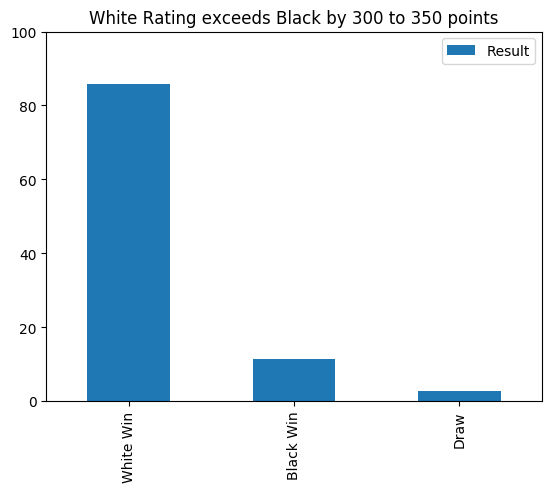 White Rating exceeds Black by 300 to 350 points
Result
100
80
60
40
20
0
White Win
Black Win
Draw